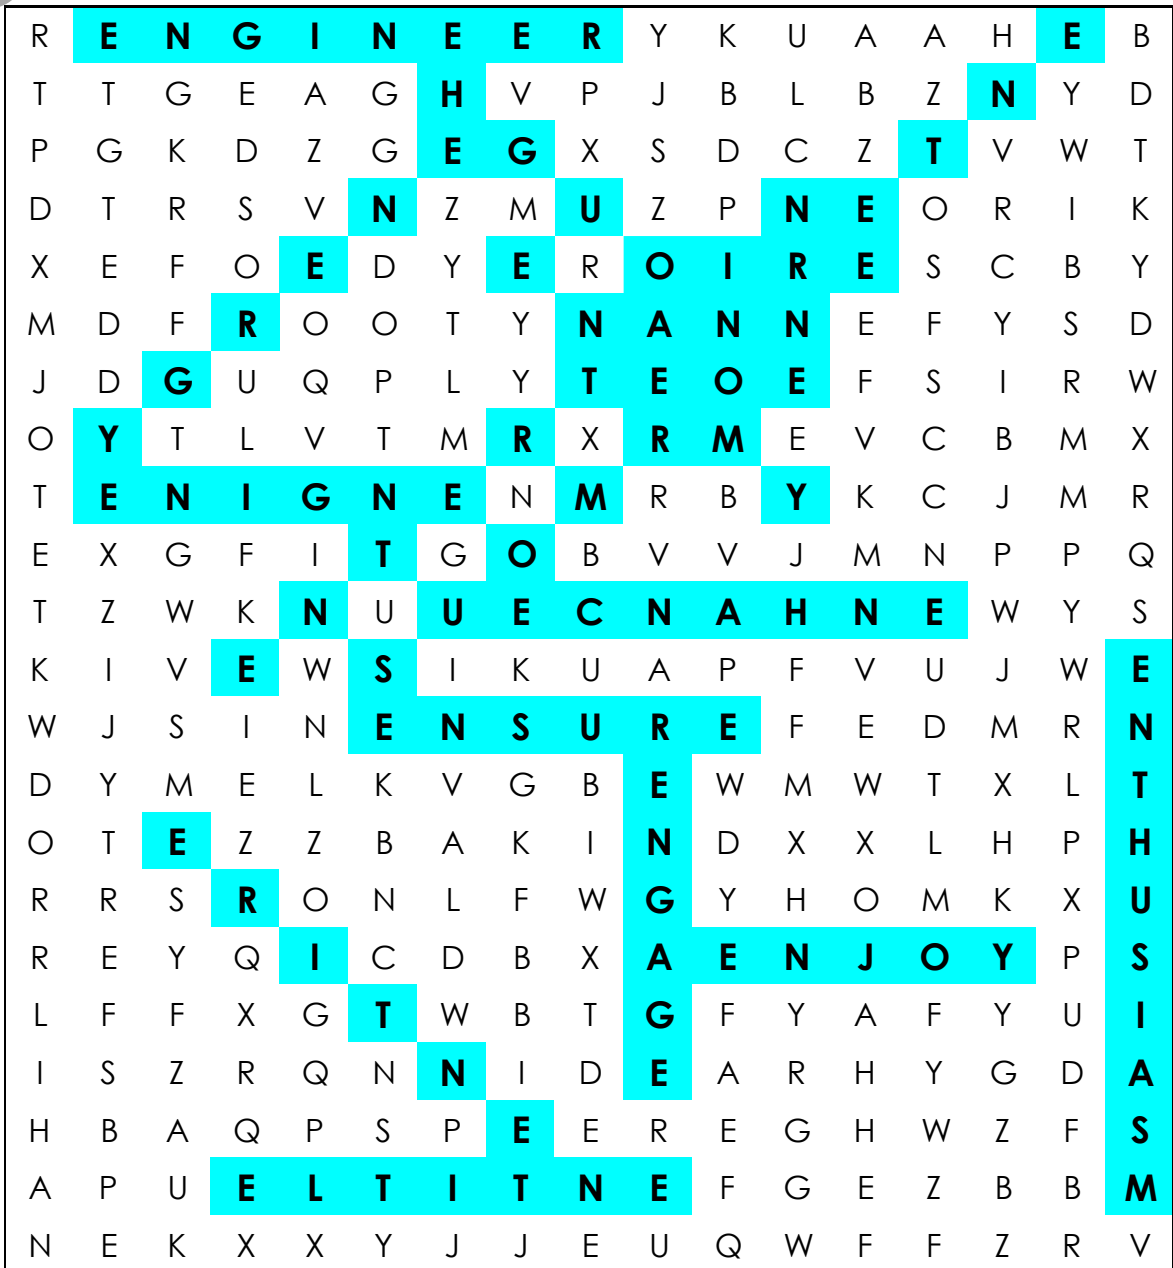 R E N G I N E E R Y K U A A H E B
T T G E A G H V P J B L B Z N Y D
P G K D Z G E G X S D C Z T V W T
D T R S V N Z M U Z P N E O R I K
X E F O E D Y E R O I R E S C B Y
M D F R O O T Y N A N N E F Y S D
J D G U Q P L Y T E O E F S I R W
O Y T L V T M R X R M E V C B M X
T E N I G N E N M R B Y K C J M R
E X G F I T G O B V V J M N P P Q
T Z W K N U U E C N A H N E W Y S
K I V E W S I K U A P F V U J W E
W J S I N E N S U R E F E D M R N
D Y M E L K V G B E W M W T X L T
O T E Z Z B A K I N D X X L H P H
R R S R O N L F W G Y H O M K X U
R E Y Q I C D B X A E N J O Y P S
L F F X G T W B T G F Y A F Y U I
I S Z R Q N N I D E A R H Y G D A
H B A Q P S P E E R E G H W Z F S
A P U E L T I T N E F G E Z B B M
N E K X X Y J J E U Q W F F Z R V